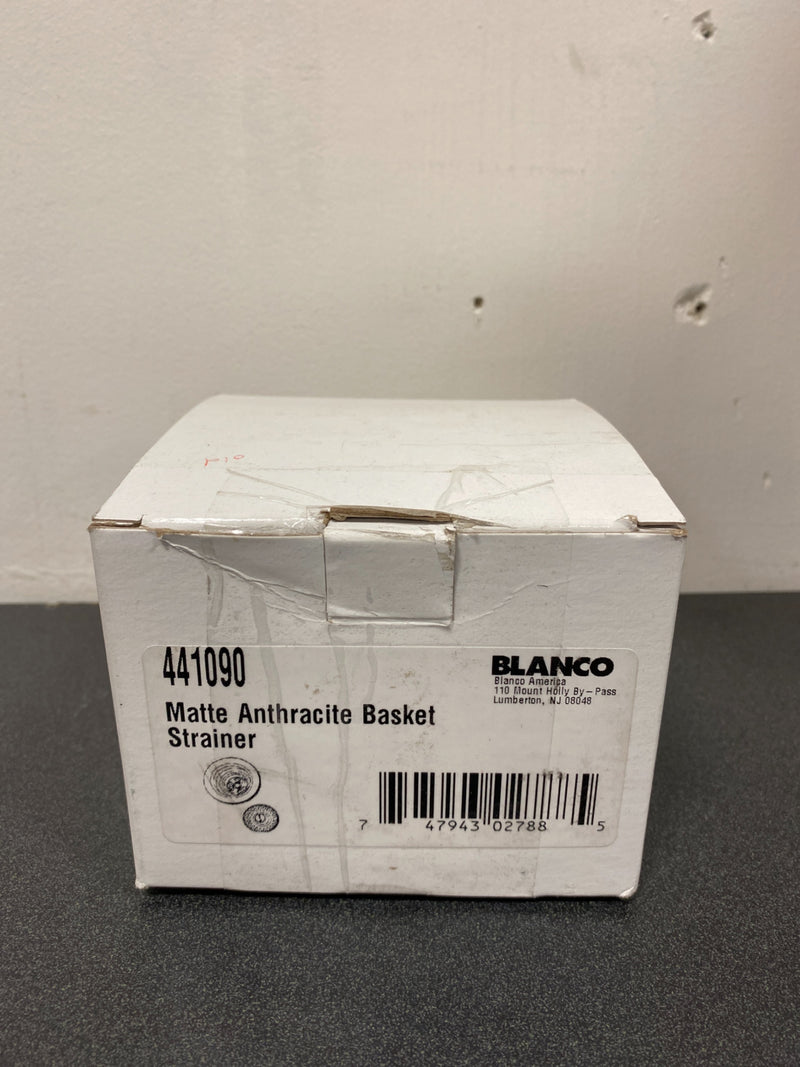 441090
Matte Anthracite Basket
Strainer
BLANCO
Blanco America
110 Mount Holly By-Pass
Lumberton, NJ 08048
7 47943 02788 5